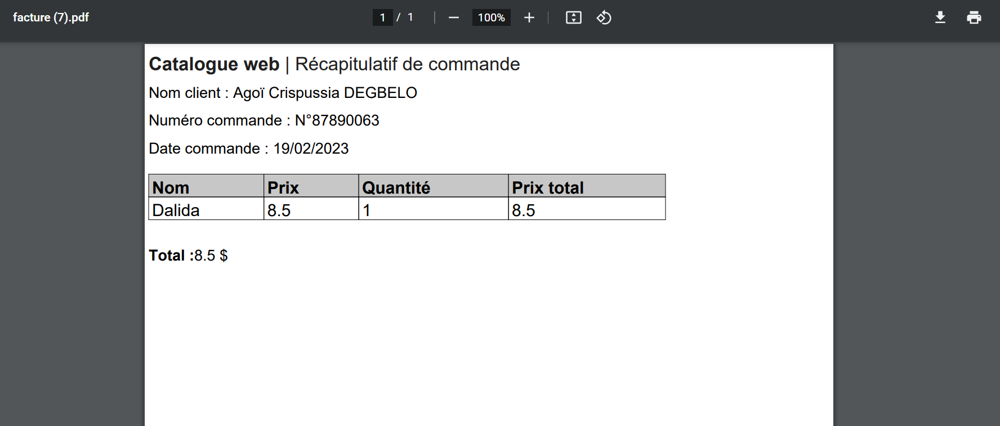 facture (7).pdf
1 / 1
100%
Catalogue web | Récapitulatif de commande
Nom client : Agoï Crispussia DEGBELO
Numéro commande : N°87890063
Date commande : 19/02/2023
Nom Prix Quantité Prix total
Dalida 8.5 1 8.5
Total :8.5 $